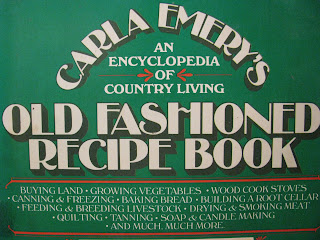 CARLA EMERY'S
AN
ENCYCLOPEDIA
OF
COUNTRY LIVING
OLD FASHIONED
RECIPE BOOK
BUYING LAND • GROWING VEGETABLES • WOOD COOK STOVES
• CANNING & FREEZING • BAKING BREAD • BUILDING A ROOT CELLAR
• FEEDING & BREEDING LIVESTOCK • DRYING & SMOKING MEAT
• QUILTING • TANNING • SOAP & CANDLE MAKING
• AND MUCH, MUCH MORE.